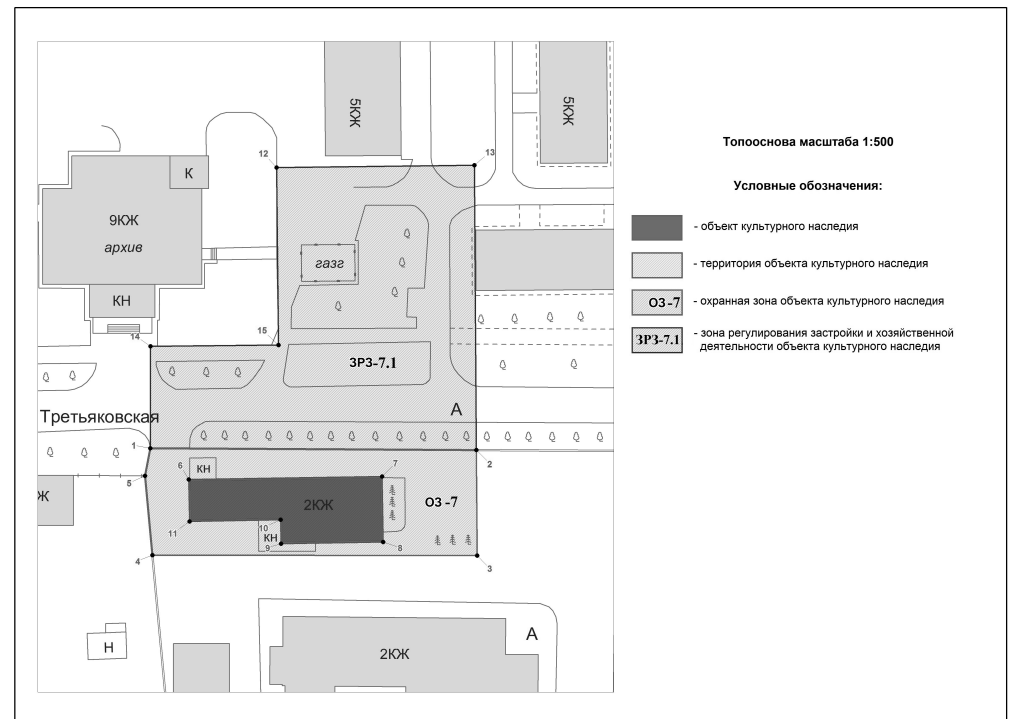 5КЖ
5КЖ
12
13
К
9КЖ
архив
КН
газг
15
14
ЗРЗ-7.1
А
Третьяковская
1
2
5
Ж
6
КН
7
2КЖ
ОЗ-7
10
11
КН
9
8
4
3
Н
А
2КЖ
Топооснова масштаба 1:500
Условные обозначения:
- объект культурного наследия
- территория объекта культурного наследия
ОЗ-7
- охранная зона объекта культурного наследия
ЗРЗ-7.1
- зона регулирования застройки и хозяйственной
деятельности объекта культурного наследия